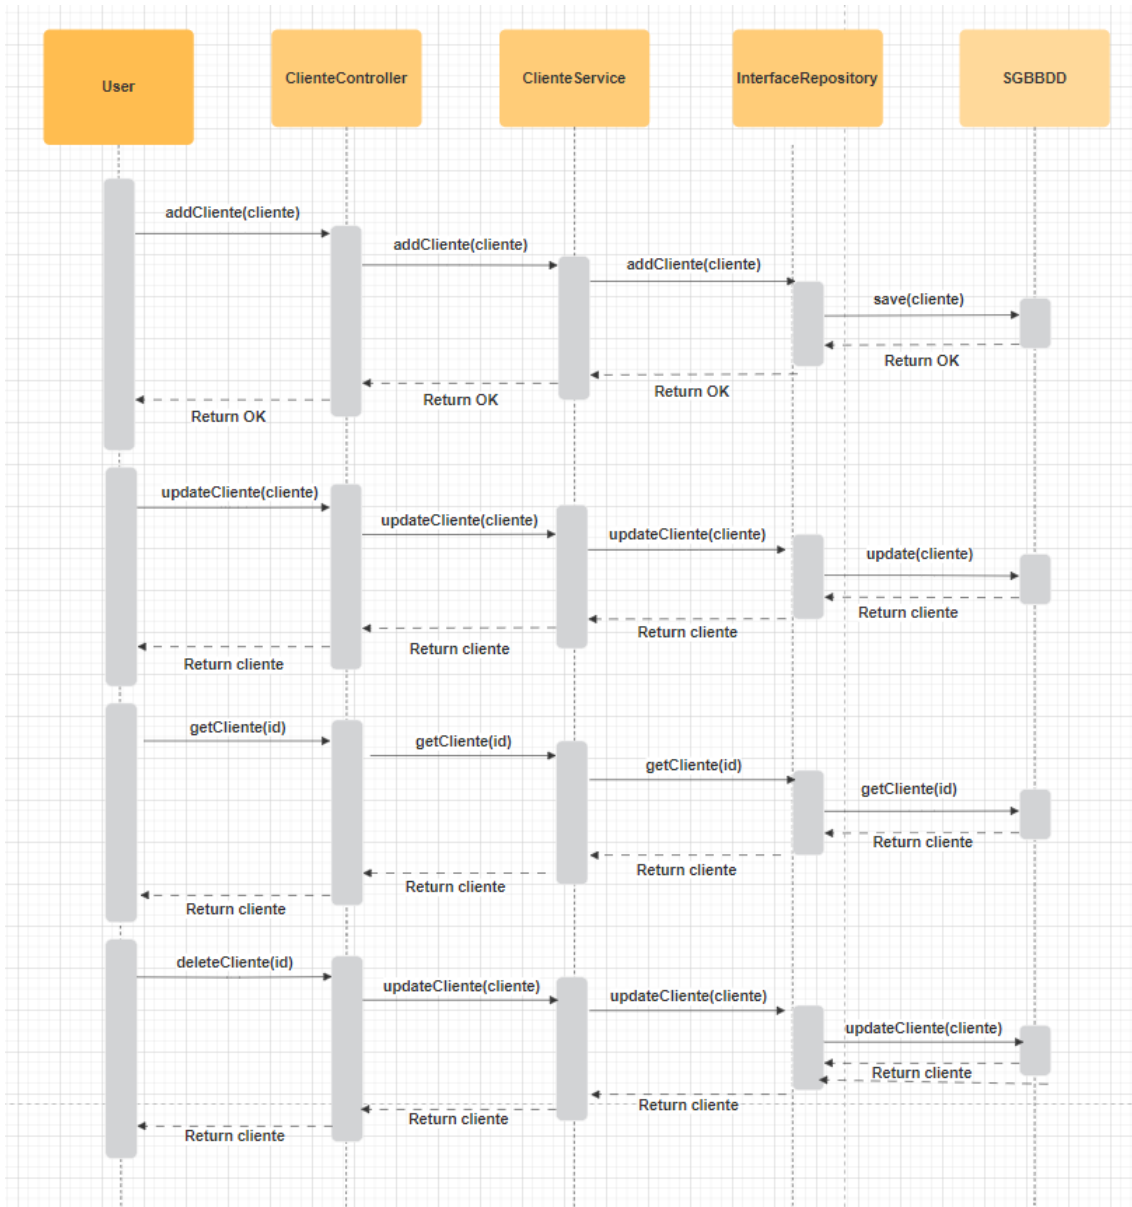 User
ClienteController
ClienteService
InterfaceRepository
SGBBDD
addCliente(cliente)
addCliente(cliente)
addCliente(cliente)
save(cliente)
Return OK
Return OK
Return OK
Return OK
updateCliente(cliente)
updateCliente(cliente)
updateCliente(cliente)
update(cliente)
Return cliente
Return cliente
Return cliente
Return cliente
getCliente(id)
getCliente(id)
getCliente(id)
getCliente(id)
Return cliente
Return cliente
Return cliente
Return cliente
deleteCliente(id)
updateCliente(cliente)
updateCliente(cliente)
updateCliente(cliente)
Return cliente
Return cliente
Return cliente
Return cliente